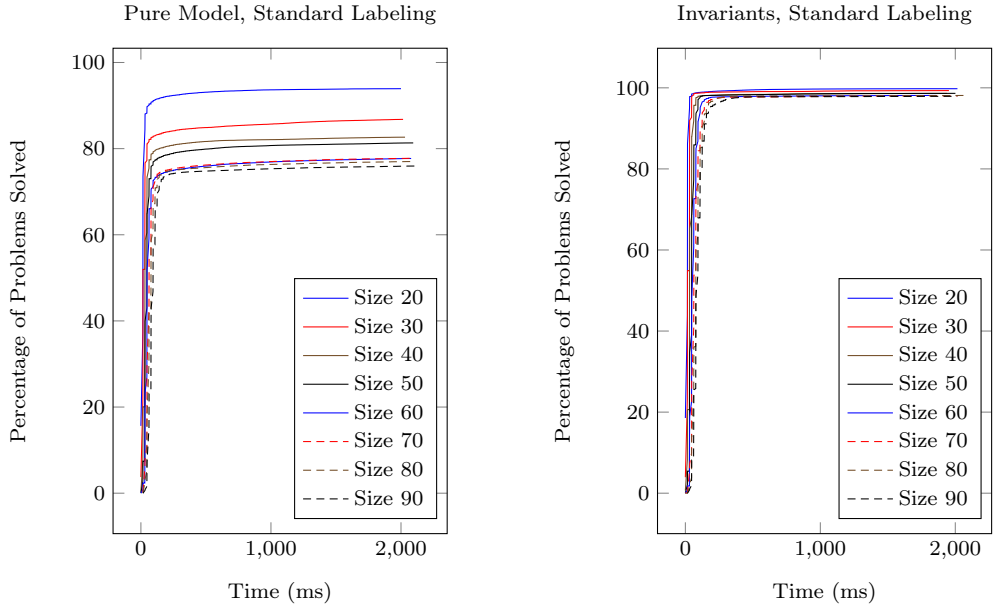 Pure Model, Standard Labeling
100
80
60
40
20
0
0
1,000
2,000
Percentage of Problems Solved
Time (ms)
Size 20
Size 30
Size 40
Size 50
Size 60
Size 70
Size 80
Size 90
Invariants, Standard Labeling
100
80
60
40
20
0
0
1,000
2,000
Percentage of Problems Solved
Time (ms)
Size 20
Size 30
Size 40
Size 50
Size 60
Size 70
Size 80
Size 90